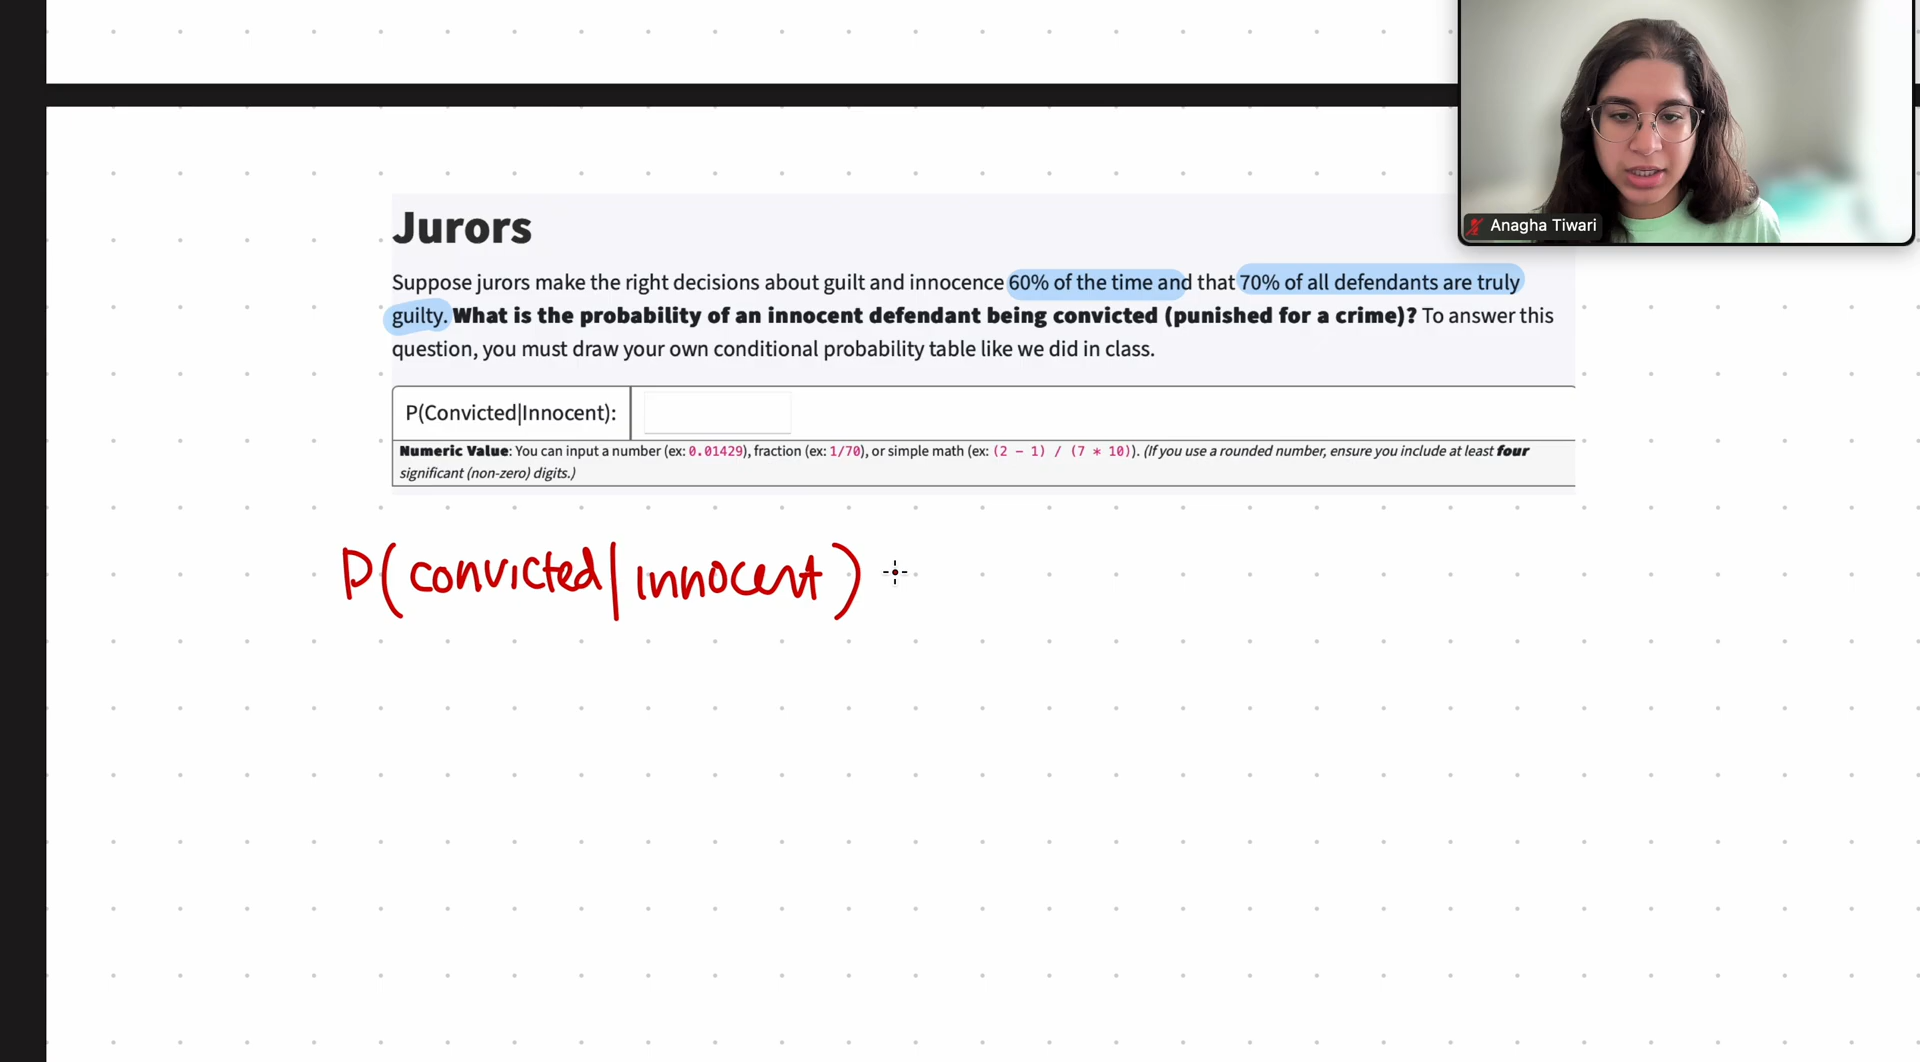 Anagha Tiwari
Jurors
Suppose jurors make the right decisions about guilt and innocence 60% of the time and that 70% of all defendants are truly
guilty. What is the probability of an innocent defendant being convicted (punished for a crime)? To answer this
question, you must draw your own conditional probability table like we did in class.
P(Convicted|Innocent):
Numeric Value: You can input a number (ex: 0.01429), fraction (ex: 1/70), or simple math (ex: (2 − 1) / (7 * 10)). (If you use a rounded number, ensure you include at least four
significant (non-zero) digits.)
P(convicted|innocent)